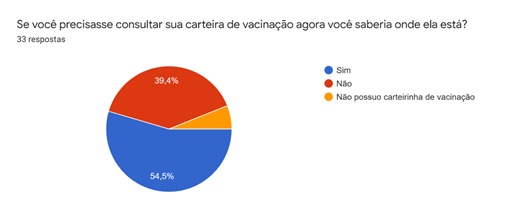 Se você precisasse consultar sua carteira de vacinação agora você saberia onde ela está?
33 respostas
39,4%
54,5%
Sim
Não
Não possuo carteirinha de vacinação